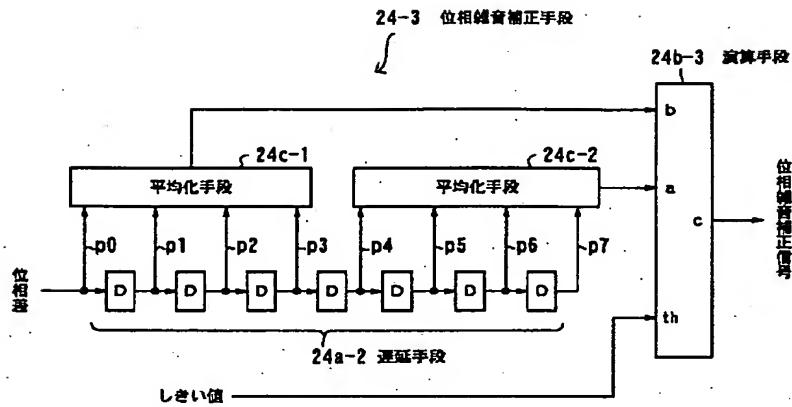 24-3 位相雑音補正手段
24b-3 演算手段
b
24c-1
24c-2
平均化手段
平均化手段
a
c
位相雑音補正信号
p0
p1
p2
p3
p4
p5
p6
p7
位相差
D
D
D
D
D
D
D
th
24a-2 遅延手段
しきい値